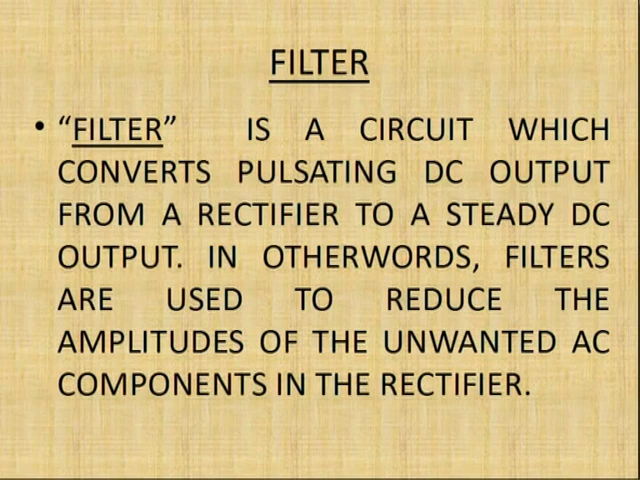 FILTER
• “FILTER” IS A CIRCUIT WHICH
CONVERTS PULSATING DC OUTPUT
FROM A RECTIFIER TO A STEADY DC
OUTPUT. IN OTHERWORDS, FILTERS
ARE USED TO REDUCE THE
AMPLITUDES OF THE UNWANTED AC
COMPONENTS IN THE RECTIFIER.